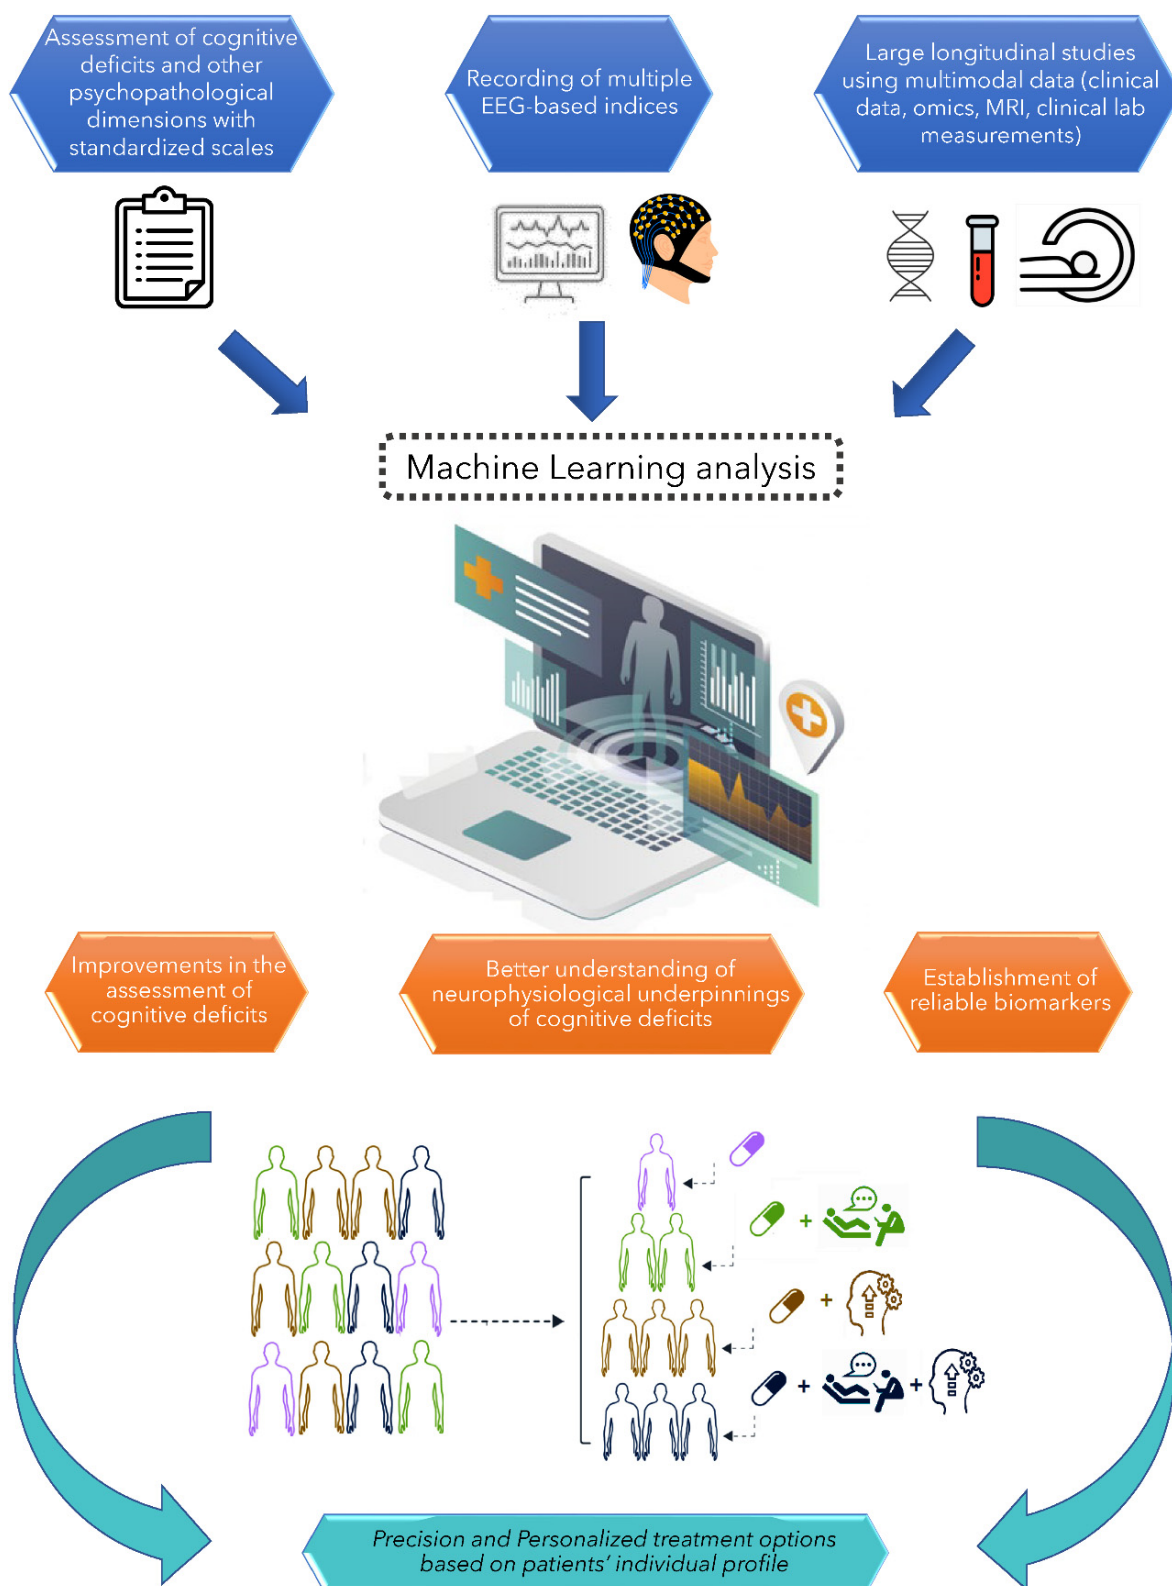 Assessment of cognitive
deficits and other
psychopathological
dimensions with
standardized scales
Recording of multiple
EEG-based indices
Large longitudinal studies
using multimodal data (clinical
data, omics, MRI, clinical lab
measurements)
Machine Learning analysis
Improvements in the
assessment of
cognitive deficits
Better understanding of
neurophysiological underpinnings
of cognitive deficits
Establishment of
reliable biomarkers
+
+
+ +
Precision and Personalized treatment options
based on patients’ individual profile